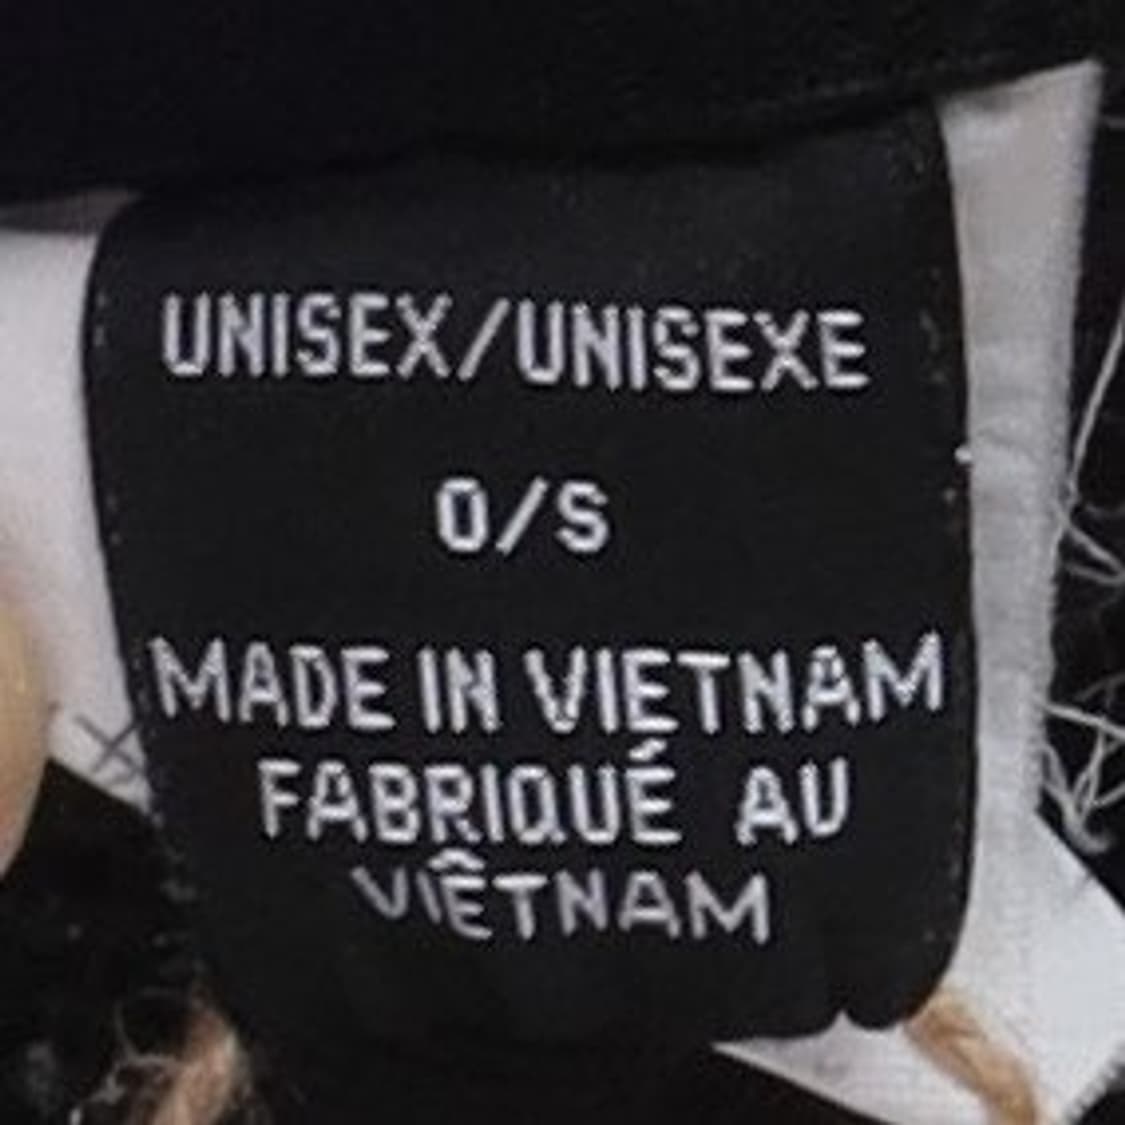 UNISEX/UNISEXE
O/S
MADE IN VIETNAM
FABRIQUÉ AU
VIÊTNAM